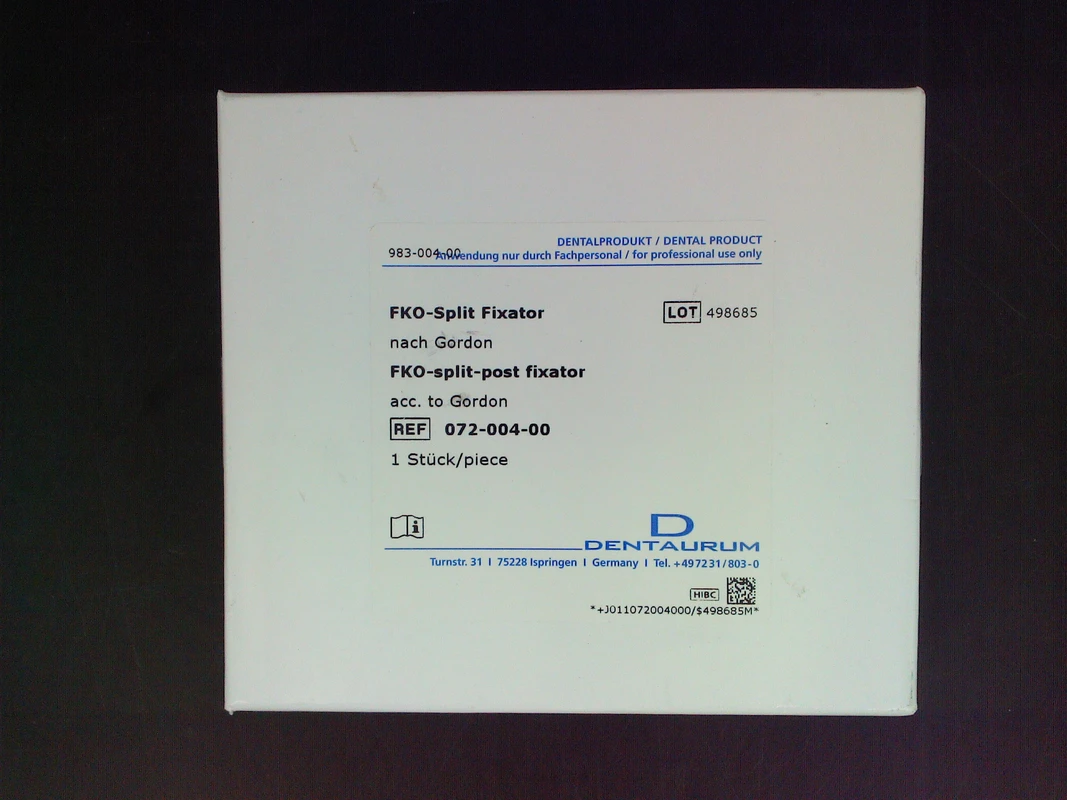 DENTALPRODUKT / DENTAL PRODUCT
983-004-00
Anwendung nur durch Fachpersonal / for professional use only
FKO-Split Fixator
LOT 498685
nach Gordon
FKO-split-post fixator
acc. to Gordon
REF 072-004-00
1 Stück/piece
i
D
DENTAURUM
Turnstr. 31 I 75228 Ispringen I Germany I Tel. +497231/803-0
HIBC
*+J011072004000/$498685M*